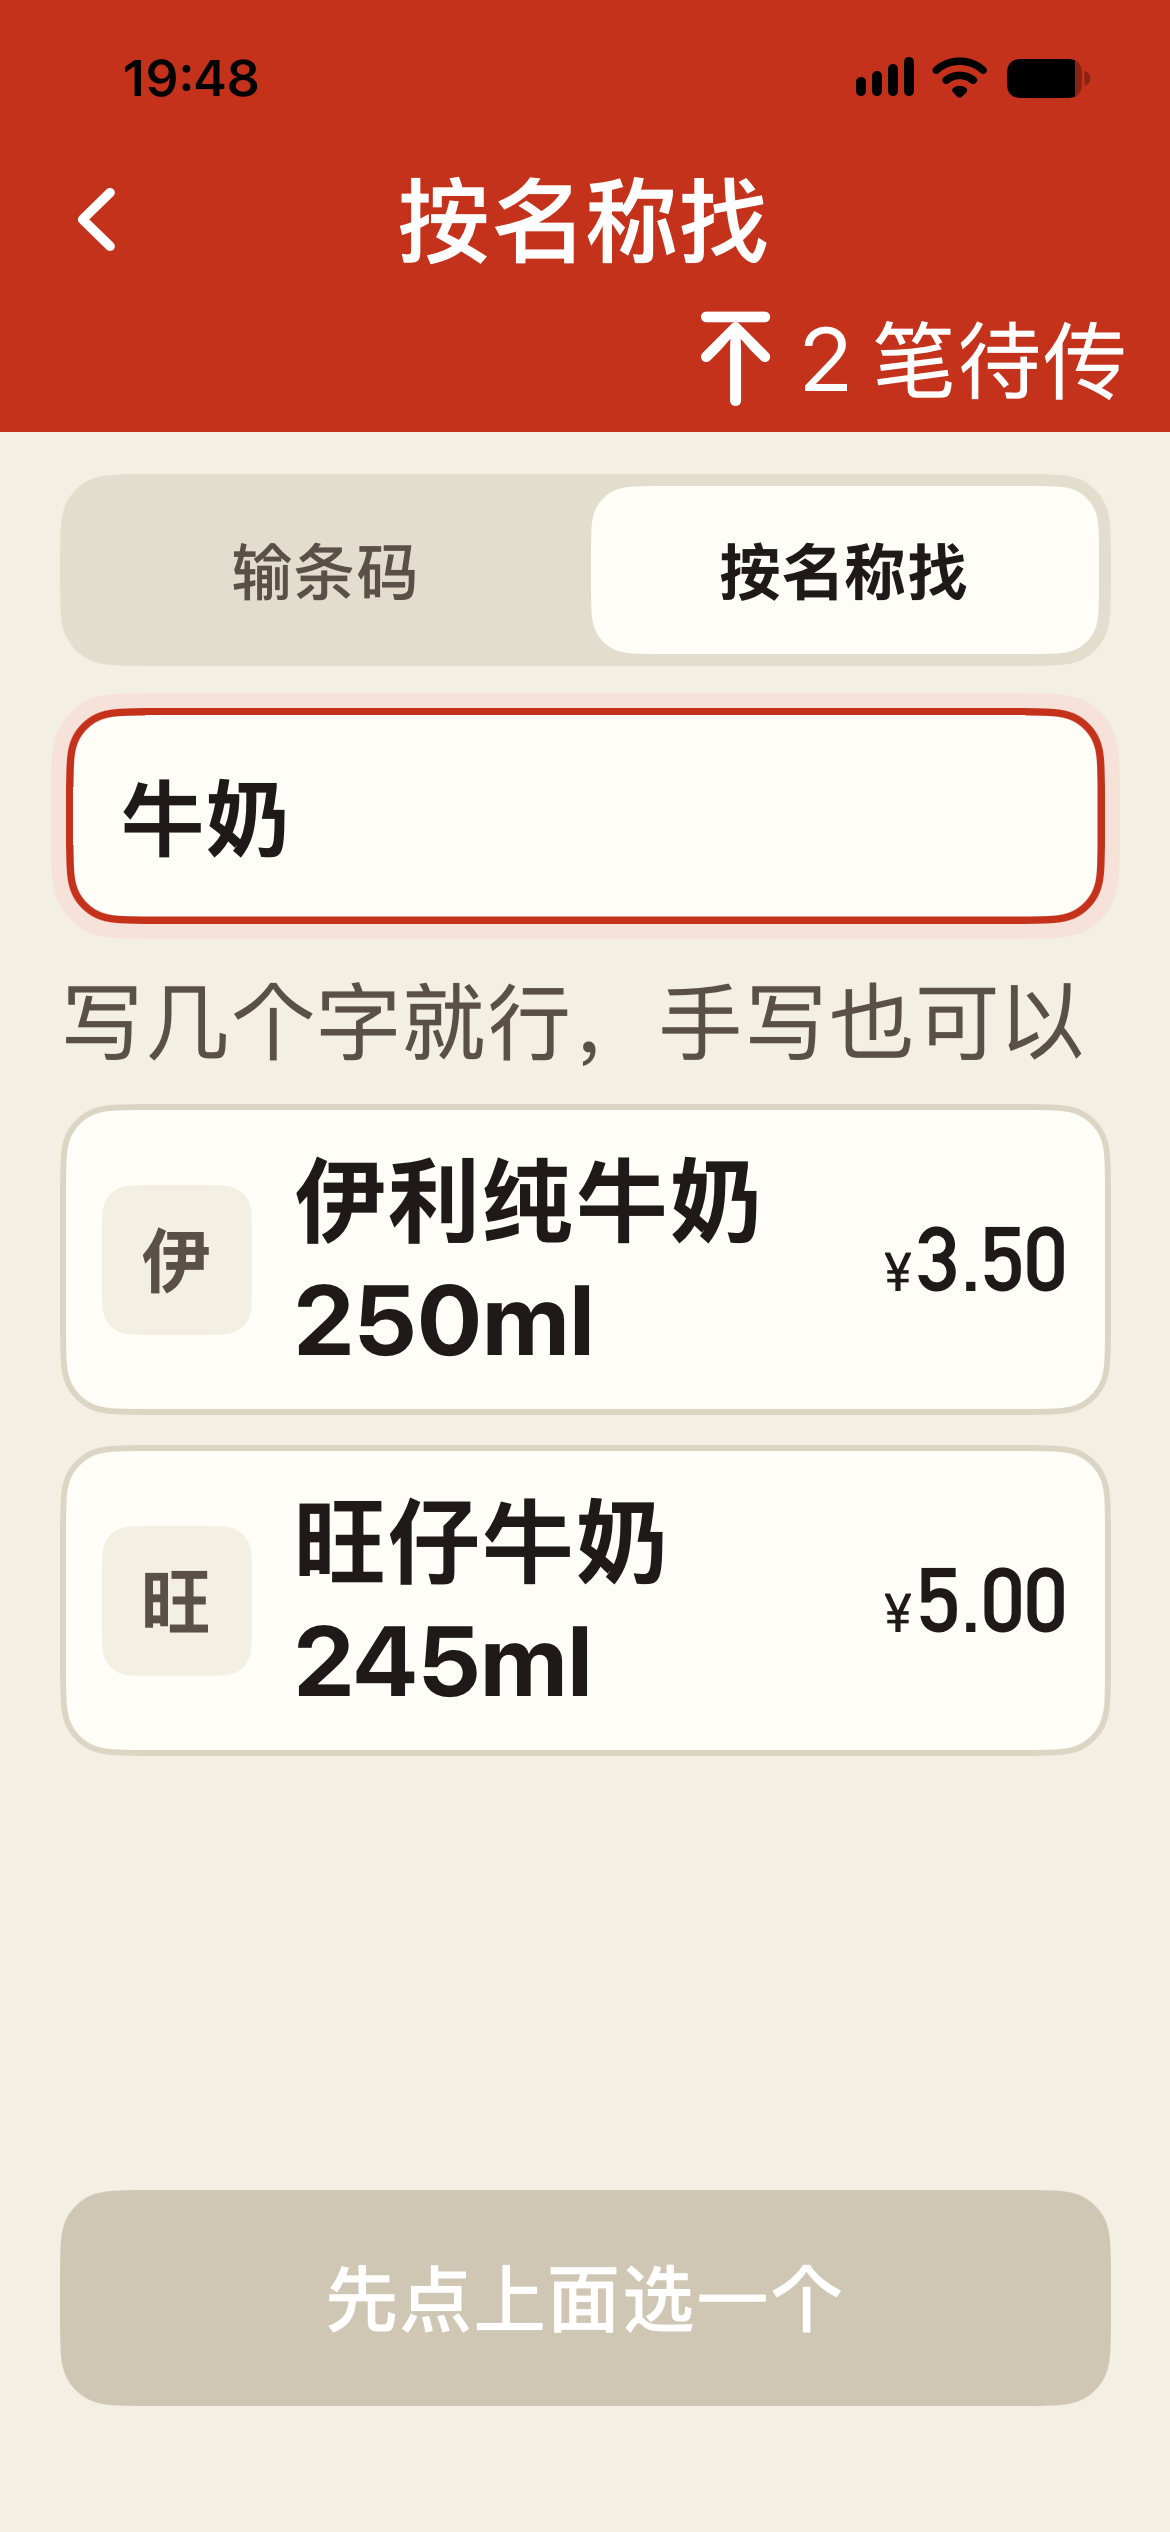 19:48
按名称找
2 笔待传
输条码
按名称找
牛奶
写几个字就行，手写也可以
伊
伊利纯牛奶
250ml
¥3.50
旺
旺仔牛奶
245ml
¥5.00
先点上面选一个